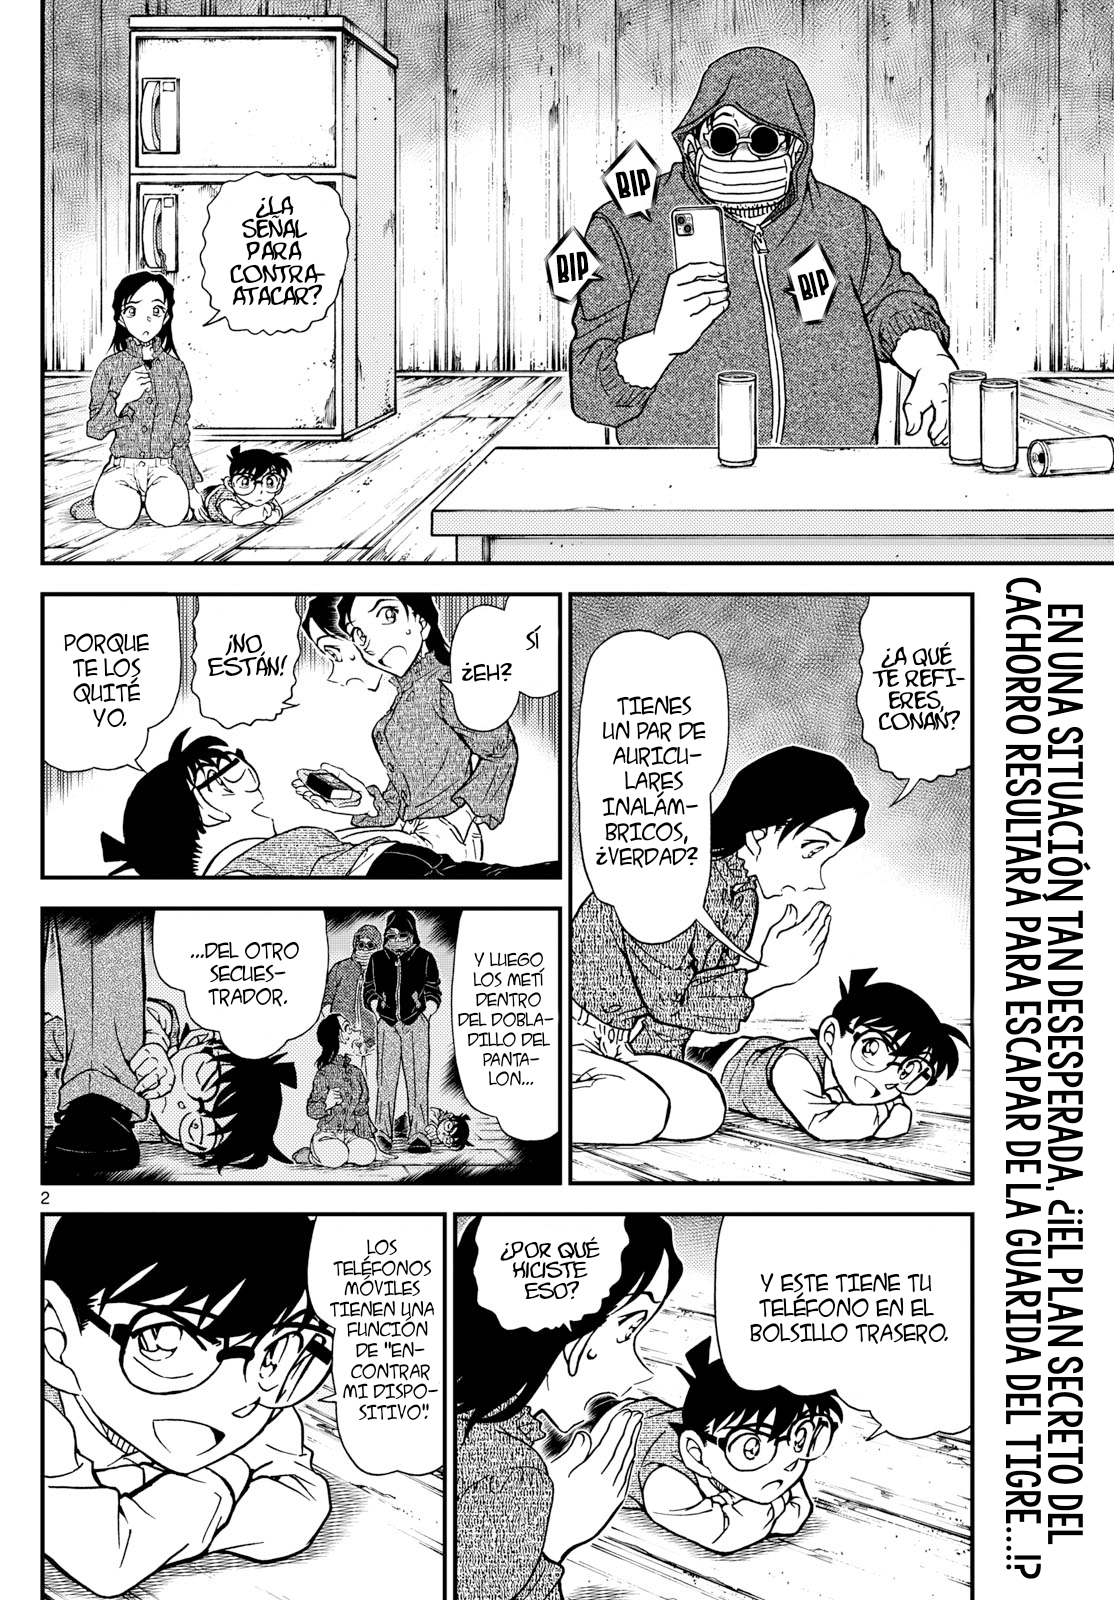 BIP
BIP
BIP
¿LA
SEÑAL
PARA
CONTRA-
ATACAR?
EN UNA SITUACIÓN TAN DESESPERADA, ¿¡EL PLAN SECRETO DEL
CACHORRO RESULTARA PARA ESCAPAR DE LA GUARIDA DEL TIGRE...!?
¿A QUÉ
TE REFI-
ERES,
CONAN?
TIENES
UN PAR DE
AURICU-
LARES
INALÁM-
BRICOS,
¿VERDAD?
SÍ
¿EH?
¡NO
ESTÁN!
PORQUE
TE LOS
QUITÉ
YO.
Y LUEGO
LOS METÍ
DENTRO
DEL DOBLA-
DILLO DEL
PANTA-
LON...
...DEL OTRO
SECUES-
TRADOR.
2
Y ESTE TIENE TU
TELÉFONO EN EL
BOLSILLO TRASERO.
¿POR QUÉ
HICISTE
ESO?
LOS
TELÉFONOS
MÓVILES
TIENEN UNA
FUNCIÓN
DE "EN-
CONTRAR
MI DISPO-
SITIVO".